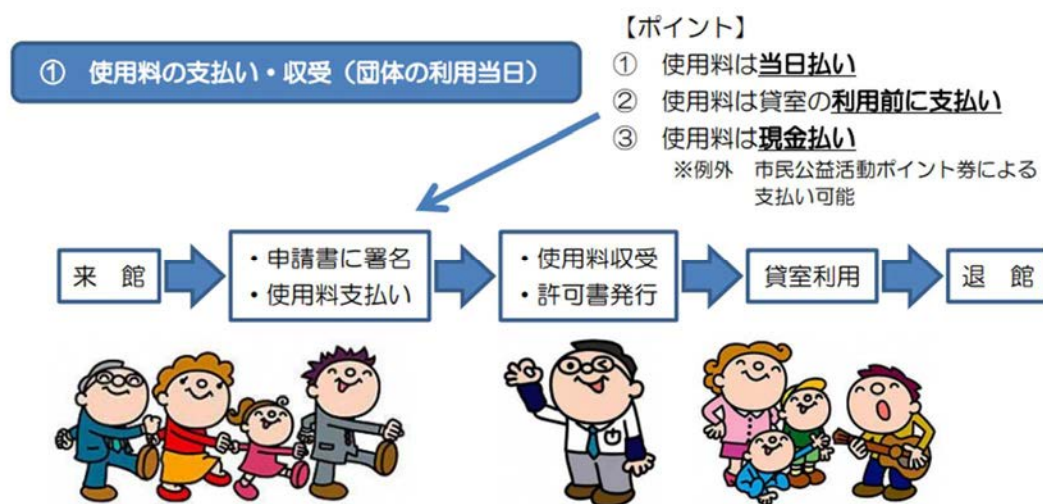 ① 使用料の支払い・収受（団体の利用当日）
【ポイント】
① 使用料は当日払い
② 使用料は貸室の利用前に支払い
③ 使用料は現金払い
※例外 市民公益活動ポイント券による
支払い可能
来 館
・申請書に署名
・使用料支払い
・使用料収受
・許可書発行
貸室利用
退 館